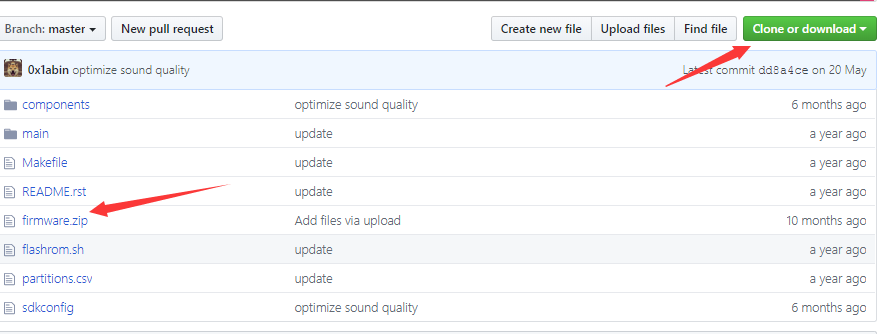 Branch: master New pull request Create new file Upload files Find file Clone or download
0x1abin optimize sound quality Latest commit dd8a4ce on 20 May
components optimize sound quality 6 months ago
main update a year ago
Makefile update a year ago
README.rst update a year ago
firmware.zip Add files via upload 10 months ago
flashrom.sh update a year ago
partitions.csv update a year ago
sdkconfig optimize sound quality 6 months ago